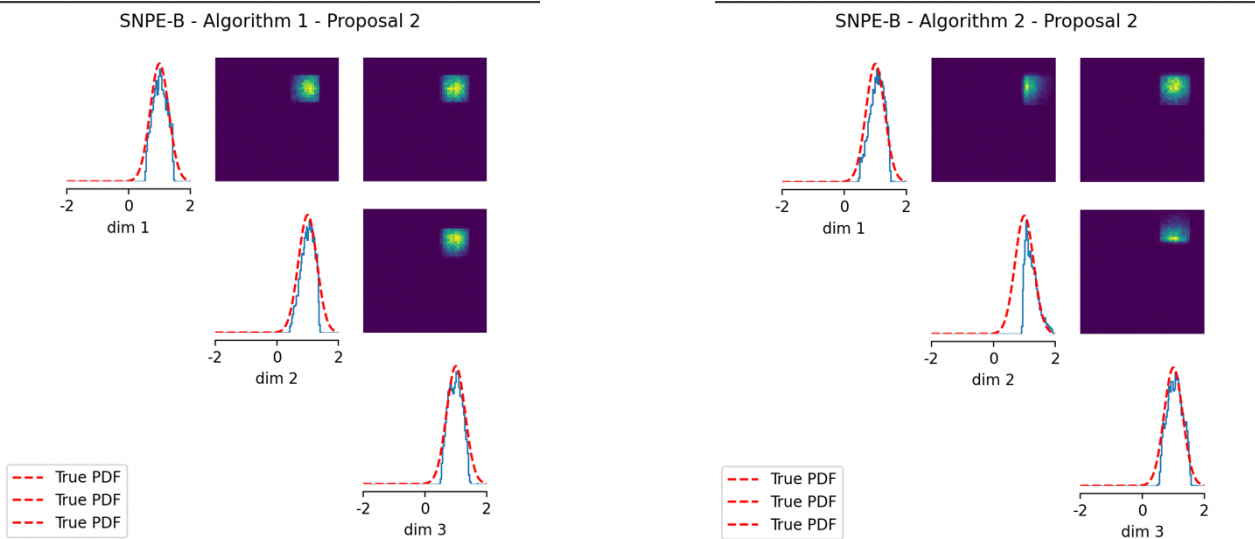 SNPE-B - Algorithm 1 - Proposal 2
-2 0 2
dim 1
-2 0 2
dim 2
-2 0 2
dim 3
True PDF
True PDF
True PDF
SNPE-B - Algorithm 2 - Proposal 2
-2 0 2
dim 1
-2 0 2
dim 2
-2 0 2
dim 3
True PDF
True PDF
True PDF